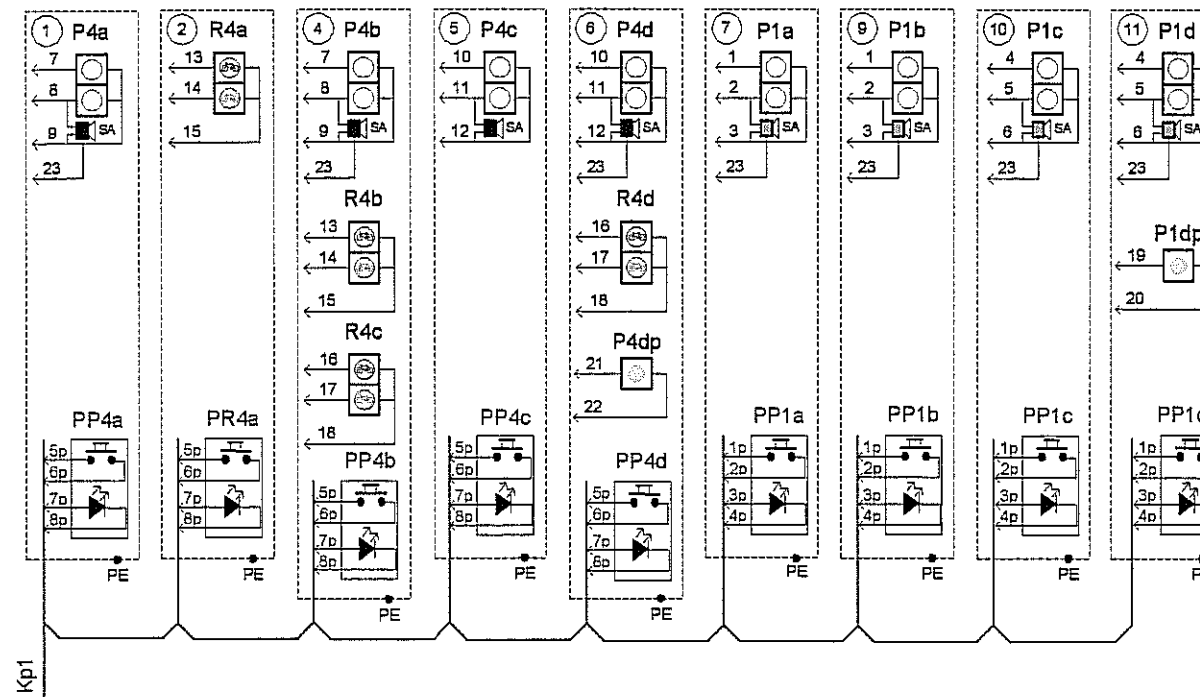 1 P4a
7
8
9 SA
23
PP4a
5p
6p
7p
8p
PE
2 R4a
13
14
15
PR4a
5p
6p
7p
8p
PE
4 P4b
7
8
9 SA
23
R4b
13
14
15
R4c
16
17
18
PP4b
5p
6p
7p
8p
PE
5 P4c
10
11
12 SA
PP4c
5p
6p
7p
8p
PE
6 P4d
10
11
12 SA
23
R4d
16
17
18
P4dp
21
22
PP4d
5p
6p
7p
8p
PE
7 P1a
1
2
3 SA
23
PP1a
1p
2p
3p
4p
PE
9 P1b
1
2
3 SA
23
PP1b
1p
2p
3p
4p
PE
10 P1c
4
5
6 SA
23
PP1c
1p
2p
3p
4p
PE
11 P1d
4
5
6 SA
23
P1dp
19
20
1p
2p
3p
4p
Kp1